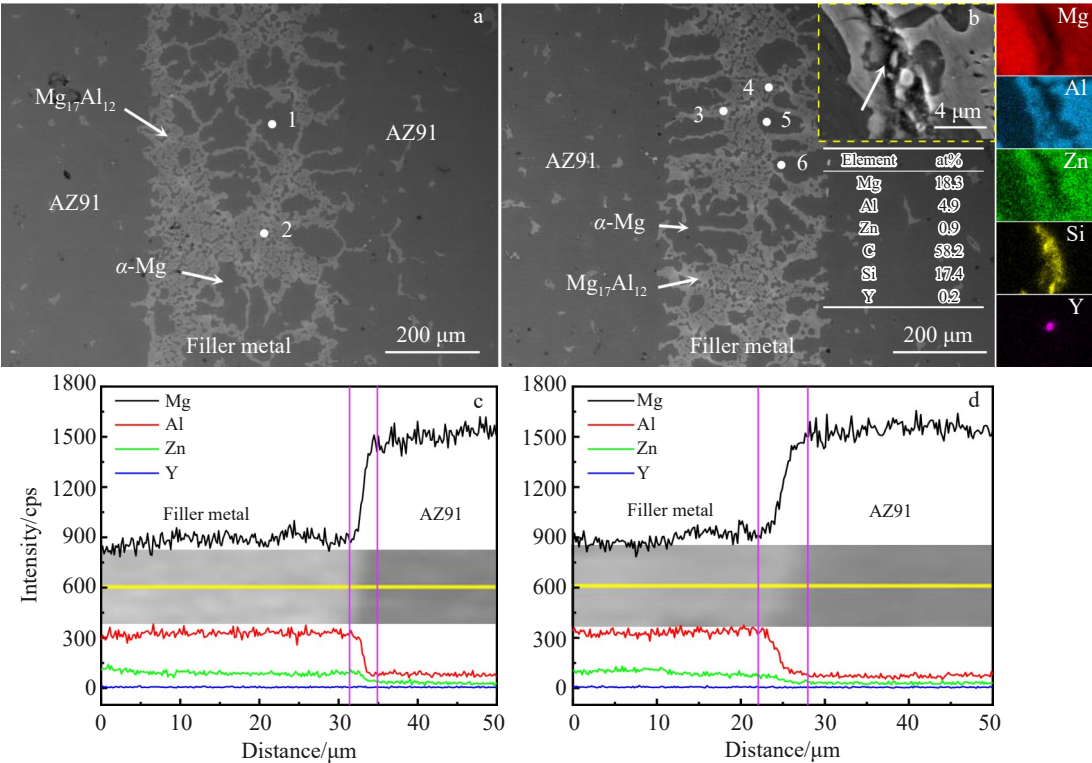 a
Mg17Al12
1
AZ91
AZ91
2
α-Mg
Filler metal
200 μm
b
4 μm
3
4
5
6
AZ91
AZ91
α-Mg
Mg17Al12
Filler metal
200 μm
Element at%
Mg 18.3
Al 4.9
Zn 0.9
C 58.2
Si 17.4
Y 0.2
Mg
Al
Zn
Si
Y
c
Mg
Al
Zn
Y
Filler metal
AZ91
Intensity/cps
1800
1500
1200
900
600
300
0
0 10 20 30 40 50
Distance/μm
d
Mg
Al
Zn
Y
Filler metal
AZ91
1800
1500
1200
900
600
300
0
0 10 20 30 40 50
Distance/μm